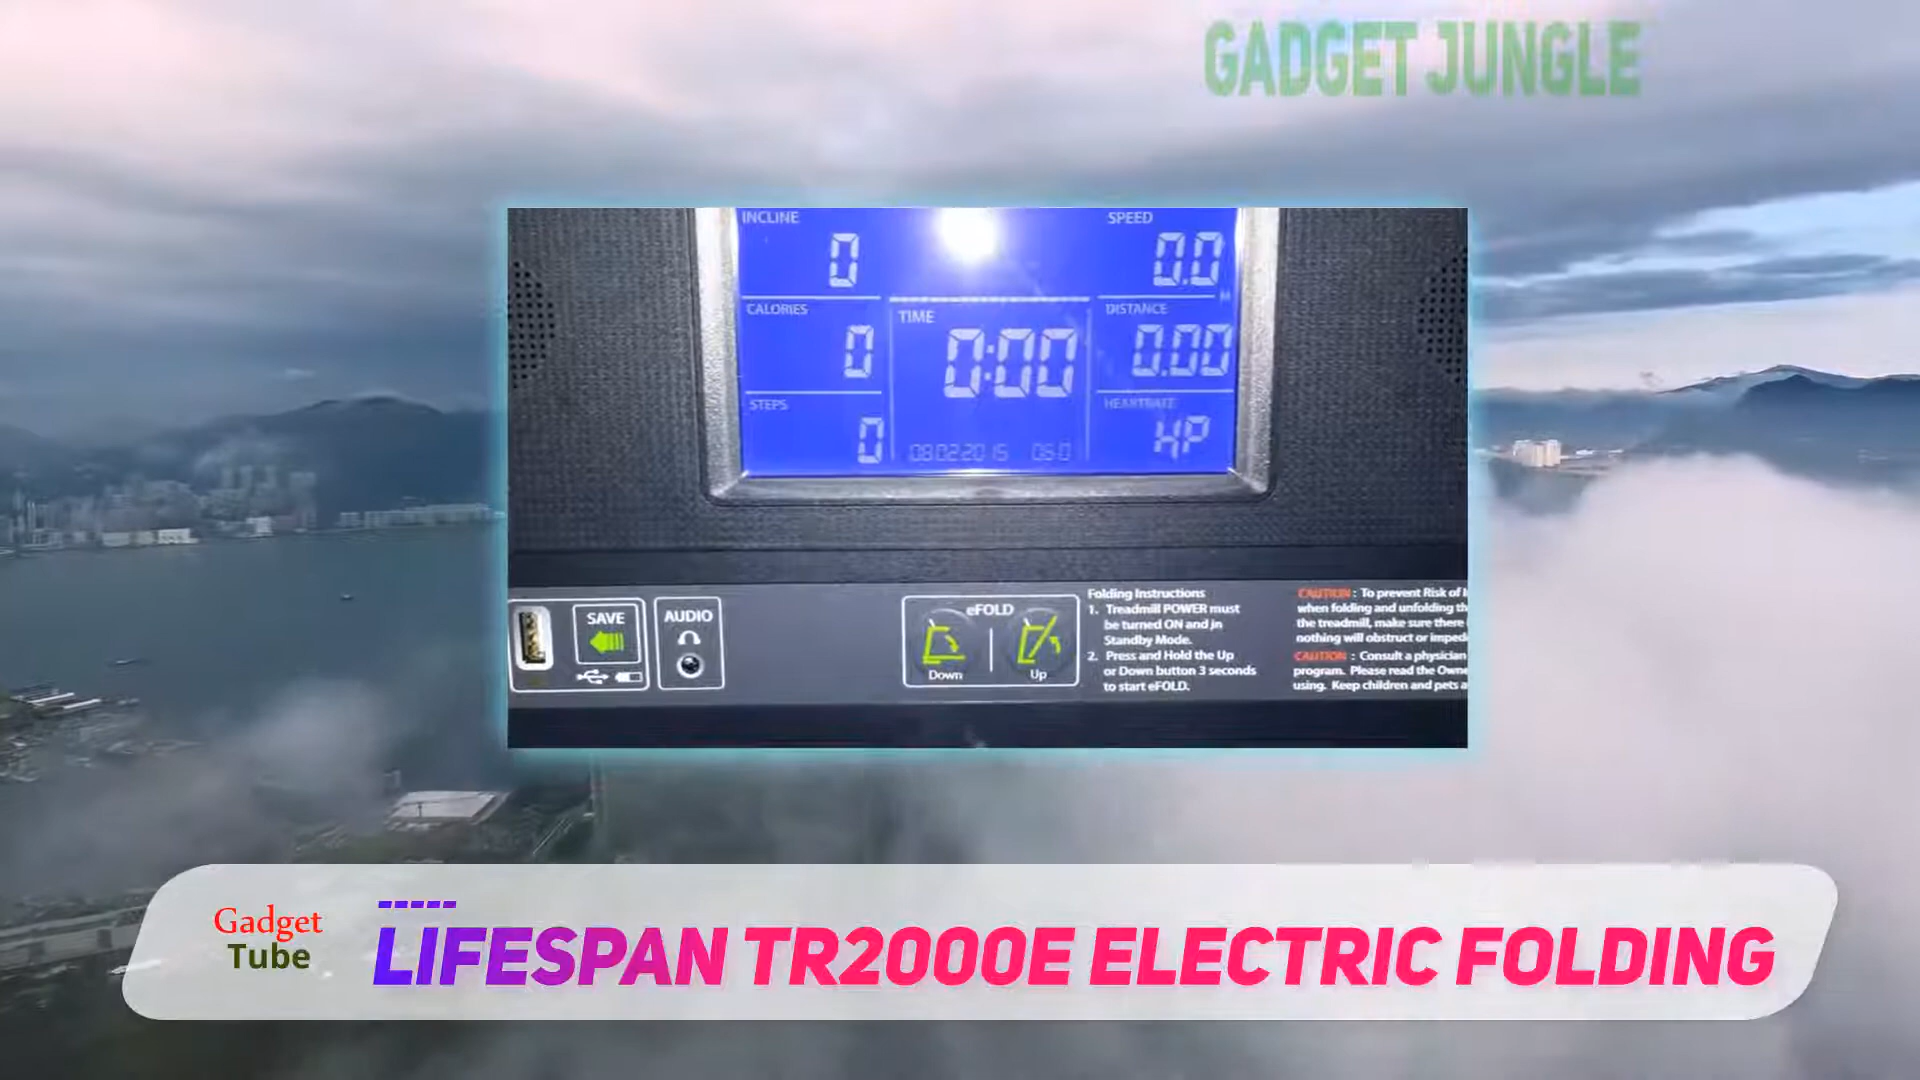 GADGET JUNGLE
INCLINE
0
SPEED
0.0
CALORIES
0
TIME
0:00
DISTANCE
0.00
STEPS
0
HEARTRATE
HP
08022015
SAVE
AUDIO
eFOLD
Down
Up
Folding Instructions
1. Treadmill POWER must
be turned ON and in
Standby Mode.
2. Press and Hold the Up
or Down button 3 seconds
to start eFOLD.
CAUTION : To prevent Risk of
when folding and unfolding
the treadmill, make sure there
nothing will obstruct or
CAUTION : Consult a physician
program. Please read the
using. Keep children and pets
Gadget
Tube
LIFESPAN TR2000E ELECTRIC FOLDING